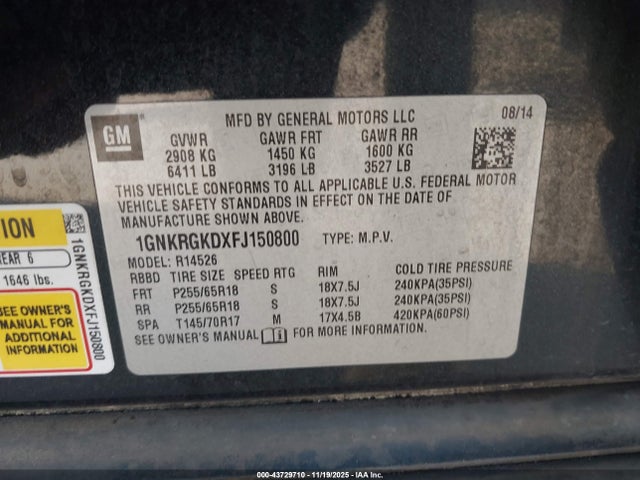 GM
MFD BY GENERAL MOTORS LLC 08/14
GVWR GAWR FRT GAWR RR
2908 KG 1450 KG 1600 KG
6411 LB 3196 LB 3527 LB
THIS VEHICLE CONFORMS TO ALL APPLICABLE U.S. FEDERAL MOTOR
VEHICLE SAFETY STANDARDS IN EFFECT ON THE DATE OF
MANUFACTURE SHOWN ABOVE.
1GNKRGKDXFJ150800 TYPE: M.P.V.
MODEL: R14526
RBBD TIRE SIZE SPEED RTG RIM COLD TIRE PRESSURE
FRT P255/65R18 S 18X7.5J 240KPA(35PSI)
RR P255/65R18 S 18X7.5J 240KPA(35PSI)
SPA T145/70R17 M 17X4.5B 420KPA(60PSI)
SEE OWNER'S MANUAL FOR MORE INFORMATION.
ION
EAR 6
1646 lbs.
SEE OWNER'S
MANUAL FOR
ADDITIONAL
INFORMATION
1GNKRGKDXFJ150800
000-43729710 - 11/19/2025 - IAA Inc. (C)